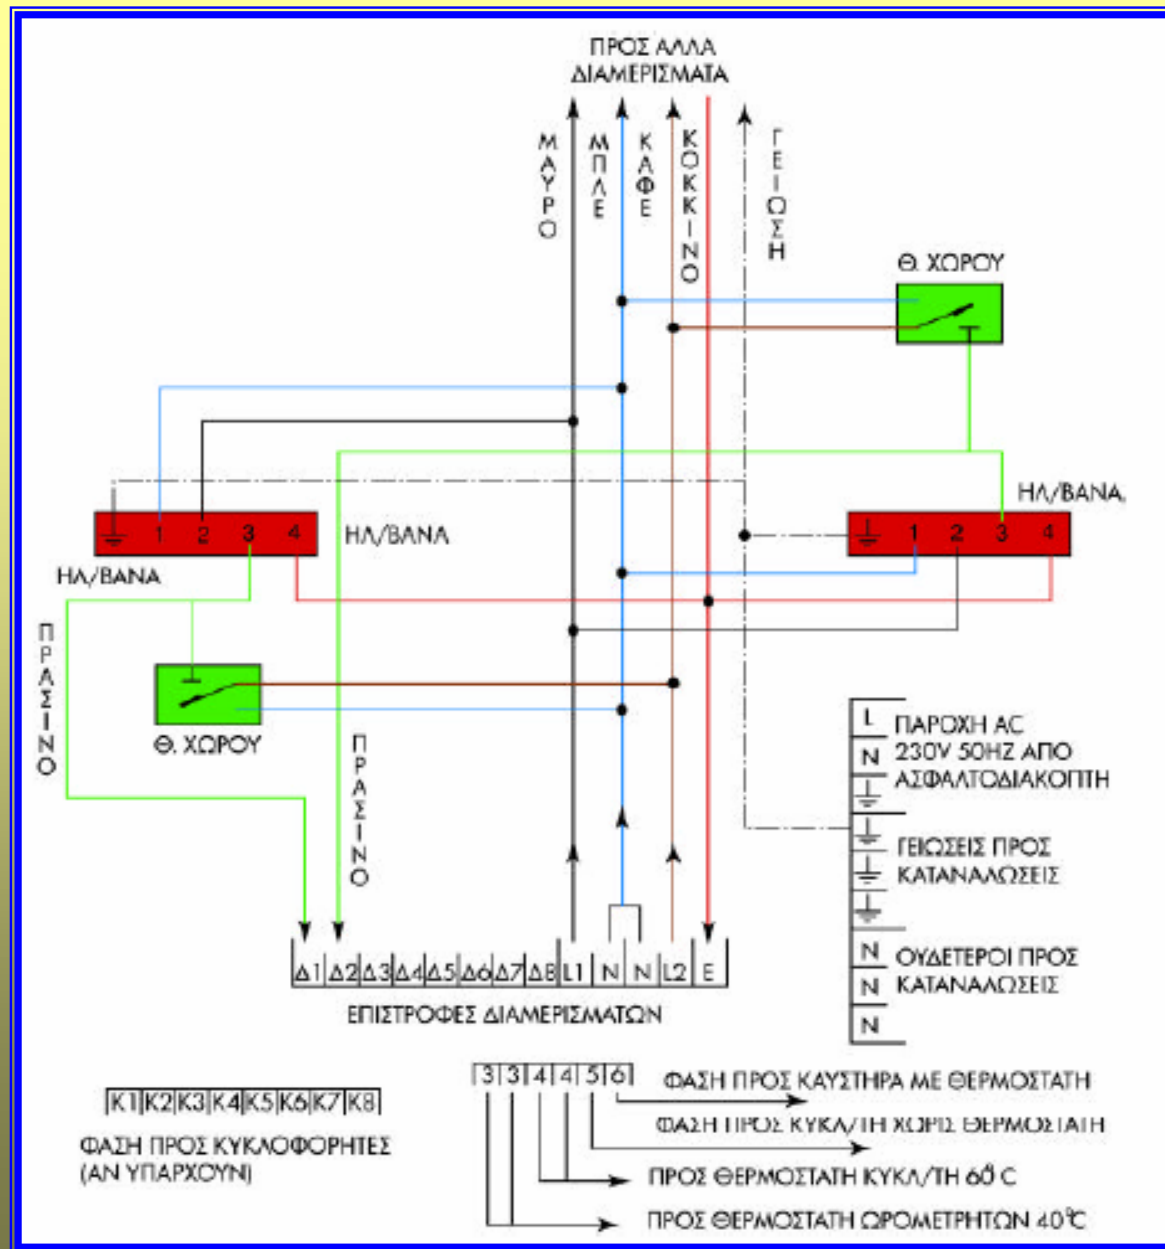 ΠΡΟΣ ΑΛΛΑ
ΔΙΑΜΕΡΙΣΜΑΤΑ
ΜΑΥΡΟ
ΜΠΛΕ
ΚΑΦΕ
ΚΟΚΚΙΝΟ
ΓΕΙΩΣΗ
Θ. ΧΩΡΟΥ
ΗΛ/ΒΑΝΑ
1 2 3 4
ΗΛ/ΒΑΝΑ
1 2 3 4
ΗΛ/ΒΑΝΑ
ΠΡΑΣΙΝΟ
Θ. ΧΩΡΟΥ
ΠΡΑΣΙΝΟ
L ΠΑΡΟΧΗ AC
N 230V 50HZ ΑΠΟ
ΑΣΦΑΛΤΟΔΙΑΚΟΠΤΗ
ΓΕΙΩΣΕΙΣ ΠΡΟΣ
ΚΑΤΑΝΑΛΩΣΕΙΣ
N ΟΥΔΕΤΕΡΟΙ ΠΡΟΣ
N ΚΑΤΑΝΑΛΩΣΕΙΣ
N
Δ1 Δ2 Δ3 Δ4 Δ5 Δ6 Δ7 Δ8 L1 N N L2 E
ΕΠΙΣΤΡΟΦΕΣ ΔΙΑΜΕΡΙΣΜΑΤΩΝ
3 3 4 4 5 6
ΦΑΣΗ ΠΡΟΣ ΚΑΥΣΤΗΡΑ ΜΕ ΘΕΡΜΟΣΤΑΤΗ
K1 K2 K3 K4 K5 K6 K7 K8
ΦΑΣΗ ΠΡΟΣ ΚΥΚΛ/ΤΗ ΧΩΡΙΣ ΘΕΡΜΟΣΤΑΤΗ
ΦΑΣΗ ΠΡΟΣ ΚΥΚΛΟΦΟΡΗΤΕΣ
(ΑΝ ΥΠΑΡΧΟΥΝ)
ΠΡΟΣ ΘΕΡΜΟΣΤΑΤΗ ΚΥΚΛ/ΤΗ 60⁰ C
ΠΡΟΣ ΘΕΡΜΟΣΤΑΤΗ ΩΡΟΜΕΤΡΗΤΩΝ 40⁰C